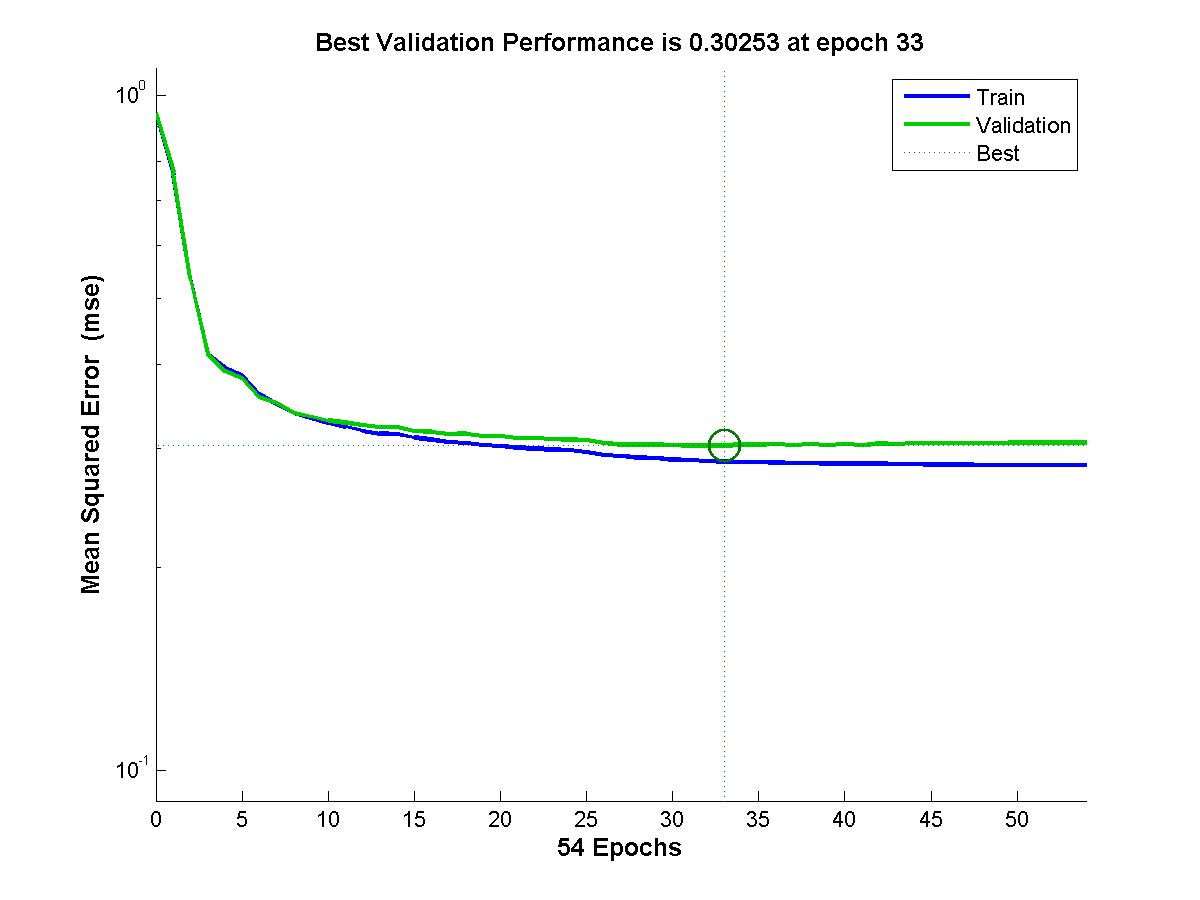 Best Validation Performance is 0.30253 at epoch 33
10^0
Train
Validation
Best
Mean Squared Error (mse)
10^-1
0 5 10 15 20 25 30 35 40 45 50
54 Epochs